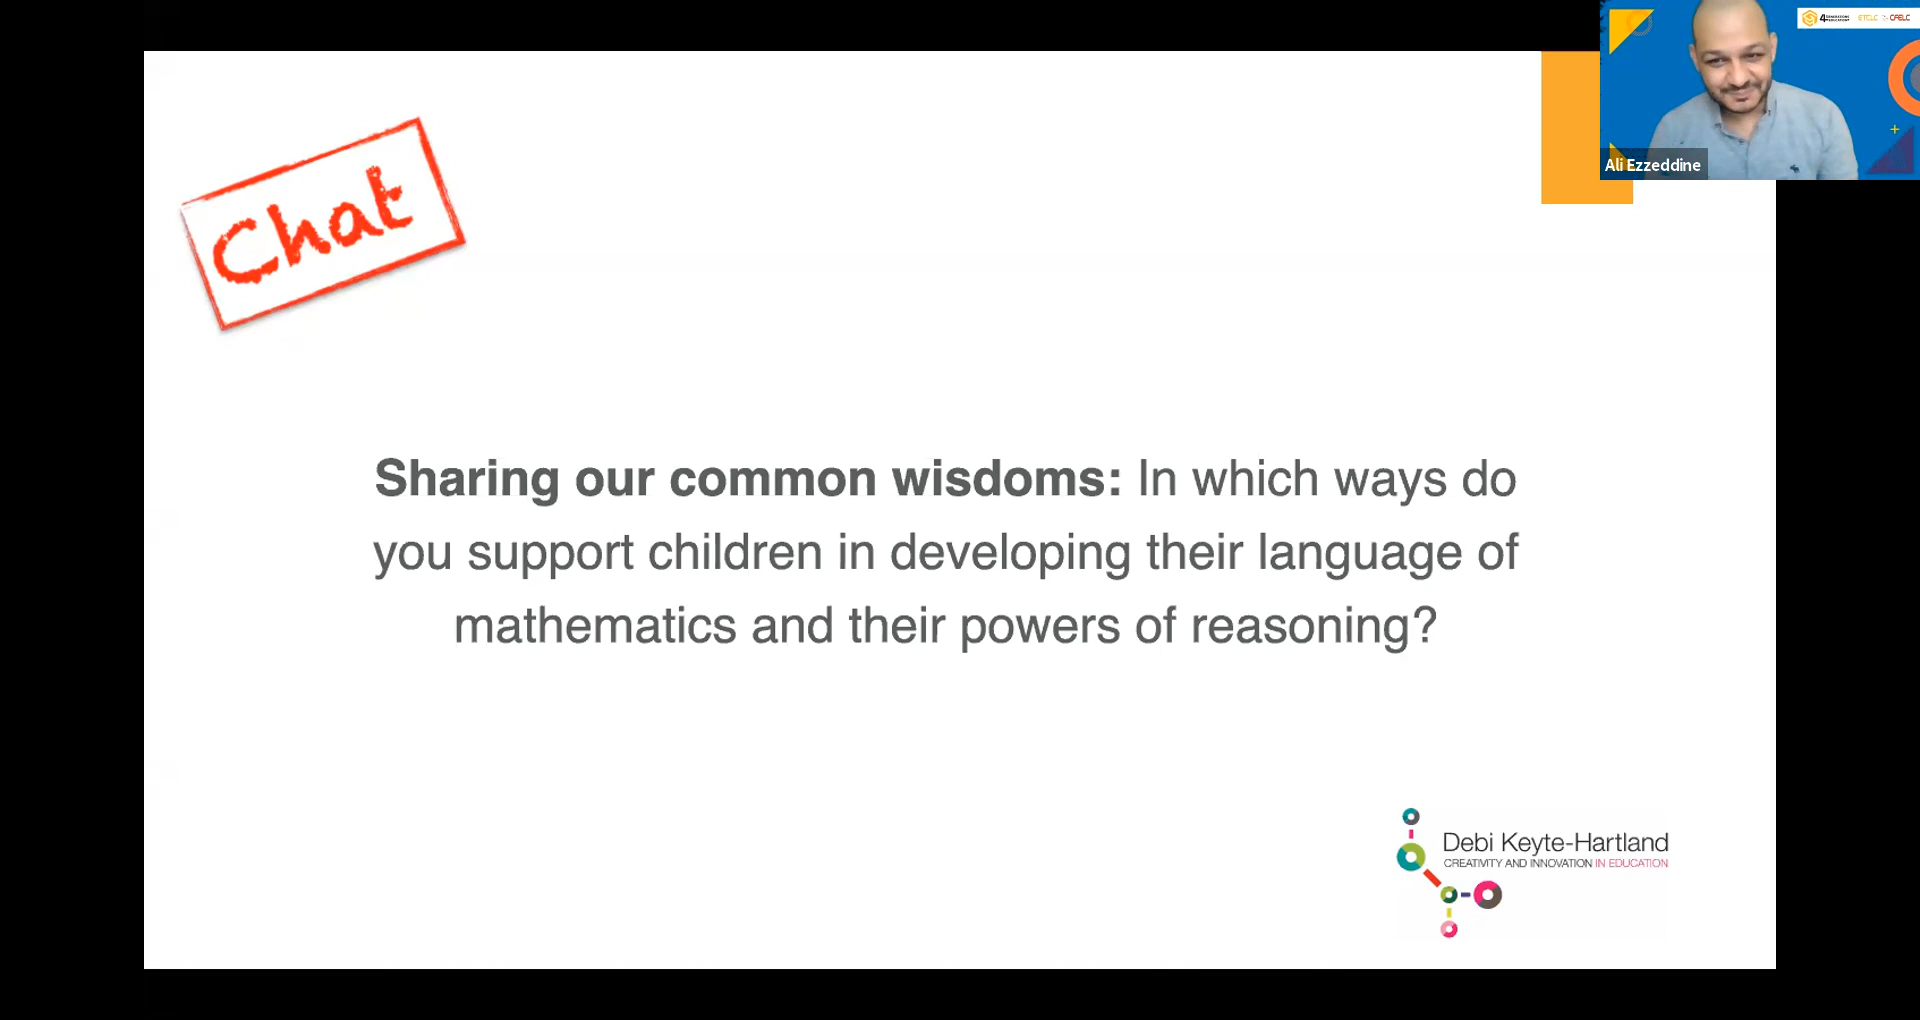 Chat
Sharing our common wisdoms: In which ways do
you support children in developing their language of
mathematics and their powers of reasoning?
Debi Keyte-Hartland
CREATIVITY AND INNOVATION IN EDUCATION
Ali Ezzeddine
ETCLC